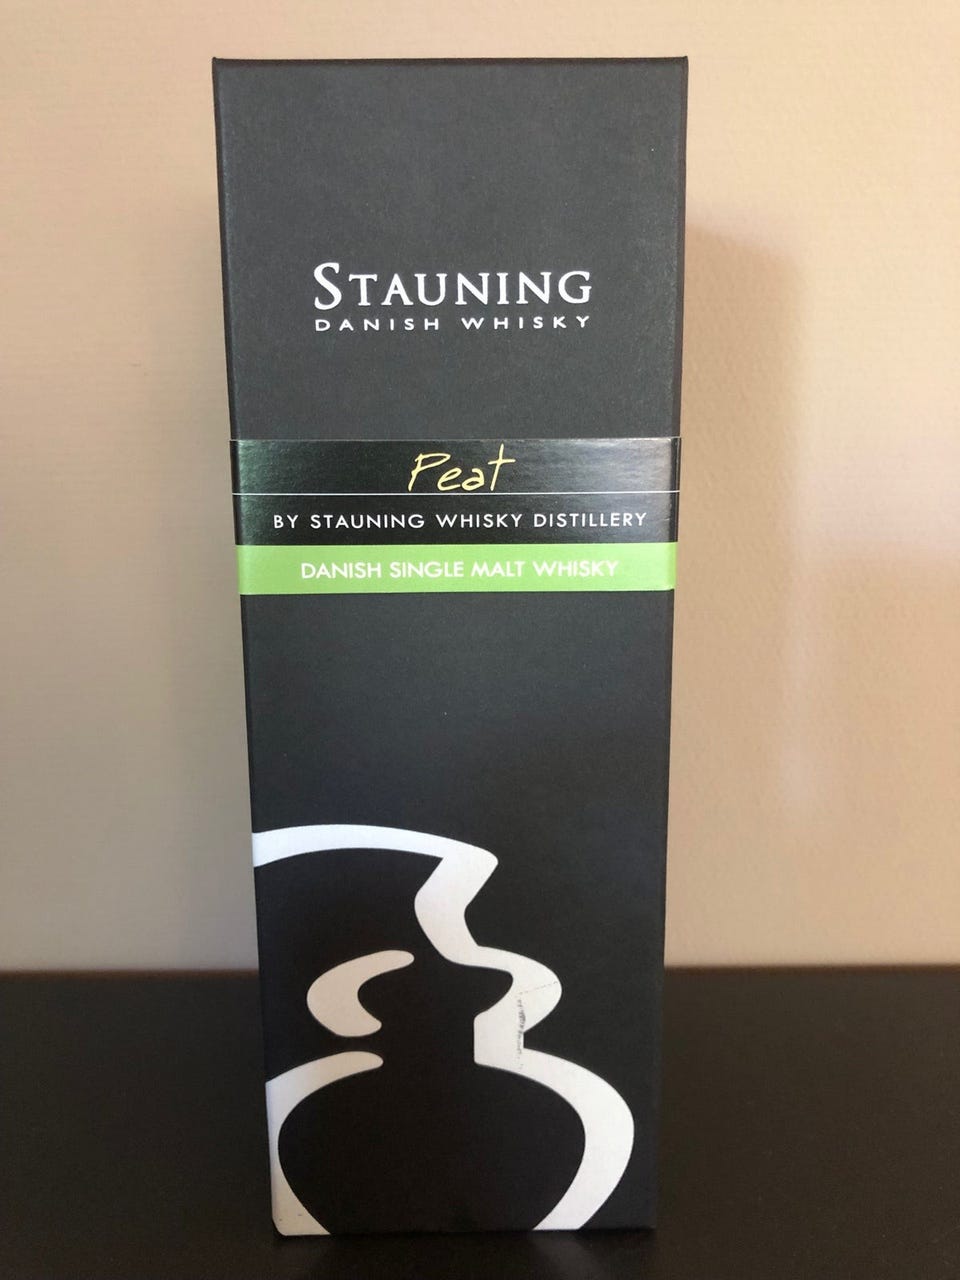 STAUNING
DANISH WHISKY
Peat
BY STAUNING WHISKY DISTILLERY
DANISH SINGLE MALT WHISKY